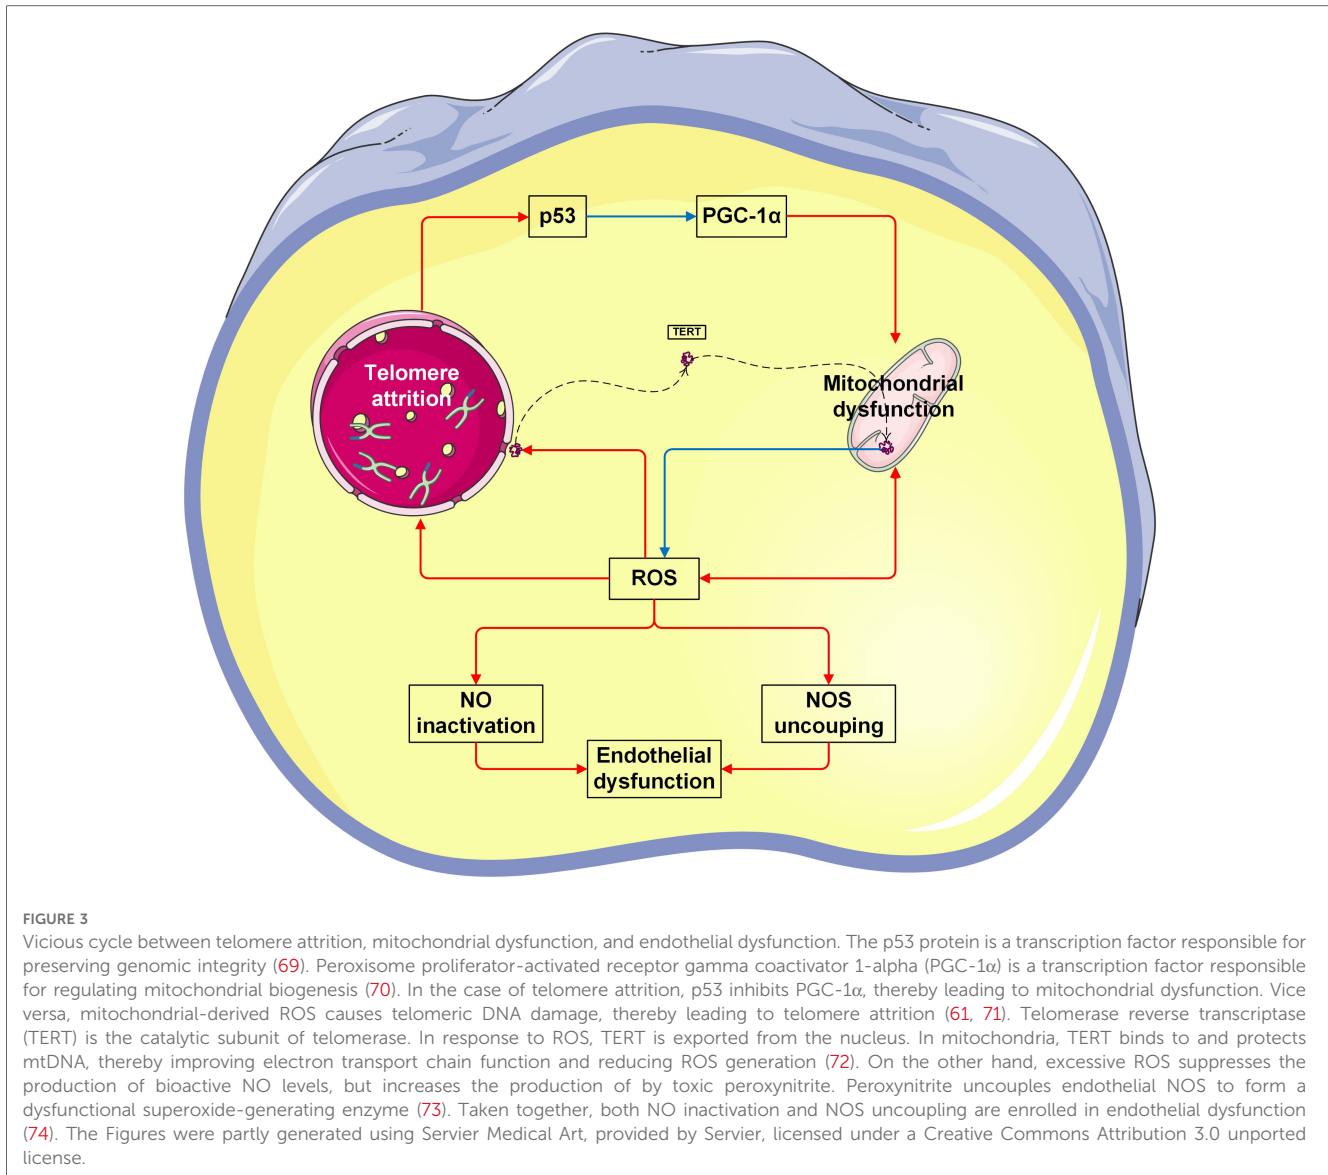 p53
PGC-1α
TERT
Telomere
attrition
Mitochondrial
dysfunction
ROS
NO
inactivation
NOS
uncouping
Endothelial
dysfunction
FIGURE 3
Vicious cycle between telomere attrition, mitochondrial dysfunction, and endothelial dysfunction. The p53 protein is a transcription factor responsible for
preserving genomic integrity (69). Peroxisome proliferator-activated receptor gamma coactivator 1-alpha (PGC-1α) is a transcription factor responsible
for regulating mitochondrial biogenesis (70). In the case of telomere attrition, p53 inhibits PGC-1α, thereby leading to mitochondrial dysfunction. Vice
versa, mitochondrial-derived ROS causes telomeric DNA damage, thereby leading to telomere attrition (61, 71). Telomerase reverse transcriptase
(TERT) is the catalytic subunit of telomerase. In response to ROS, TERT is exported from the nucleus. In mitochondria, TERT binds to and protects
mtDNA, thereby improving electron transport chain function and reducing ROS generation (72). On the other hand, excessive ROS suppresses the
production of bioactive NO levels, but increases the production of by toxic peroxynitrite. Peroxynitrite uncouples endothelial NOS to form a
dysfunctional superoxide-generating enzyme (73). Taken together, both NO inactivation and NOS uncoupling are enrolled in endothelial dysfunction
(74). The Figures were partly generated using Servier Medical Art, provided by Servier, licensed under a Creative Commons Attribution 3.0 unported
license.